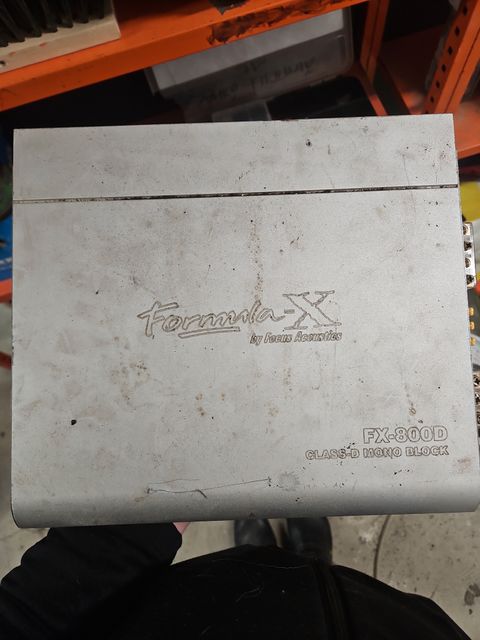 Formula-X
by Focus Acoustics
FX-800D
CLASS-D MONO BLOCK